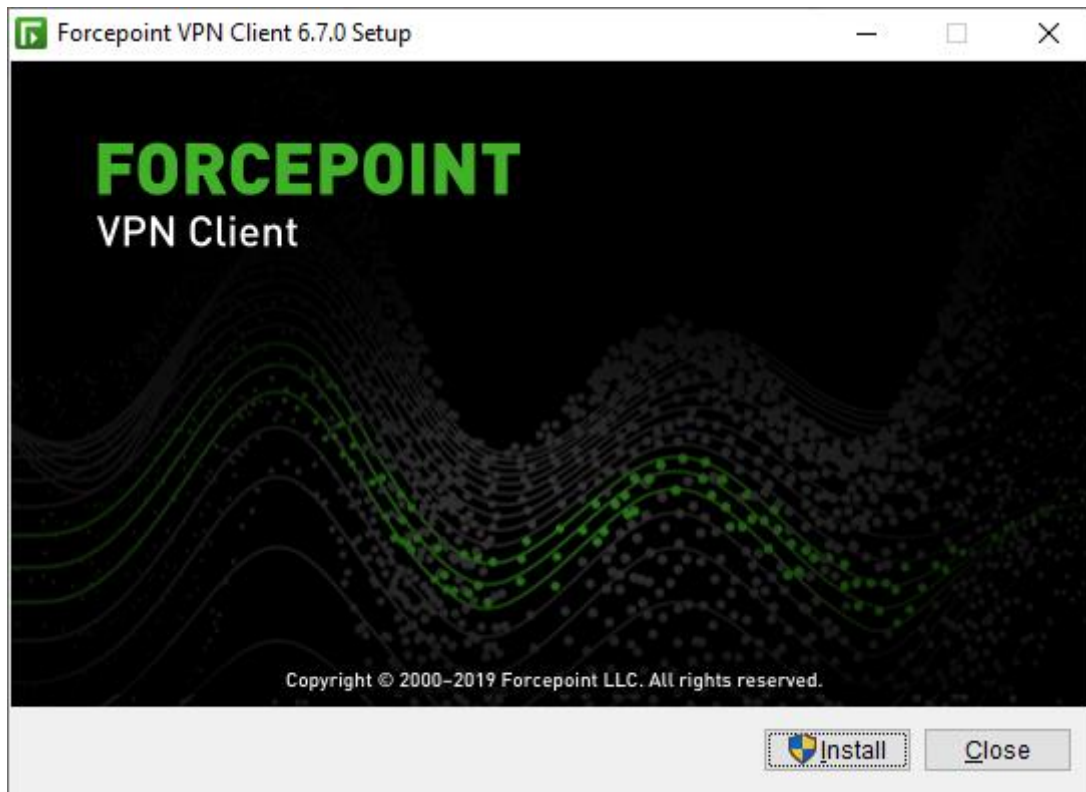 Forcepoint VPN Client 6.7.0 Setup
FORCEPOINT
VPN Client
Copyright © 2000–2019 Forcepoint LLC. All rights reserved.
Install Close